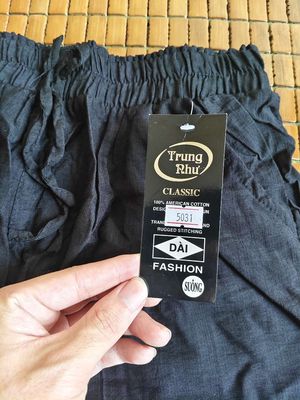 Trung
Như
CLASSIC
100% AMERICAN COTTON
5031
RUGGED STITCHING
DÀI
FASHION
SUÔNG